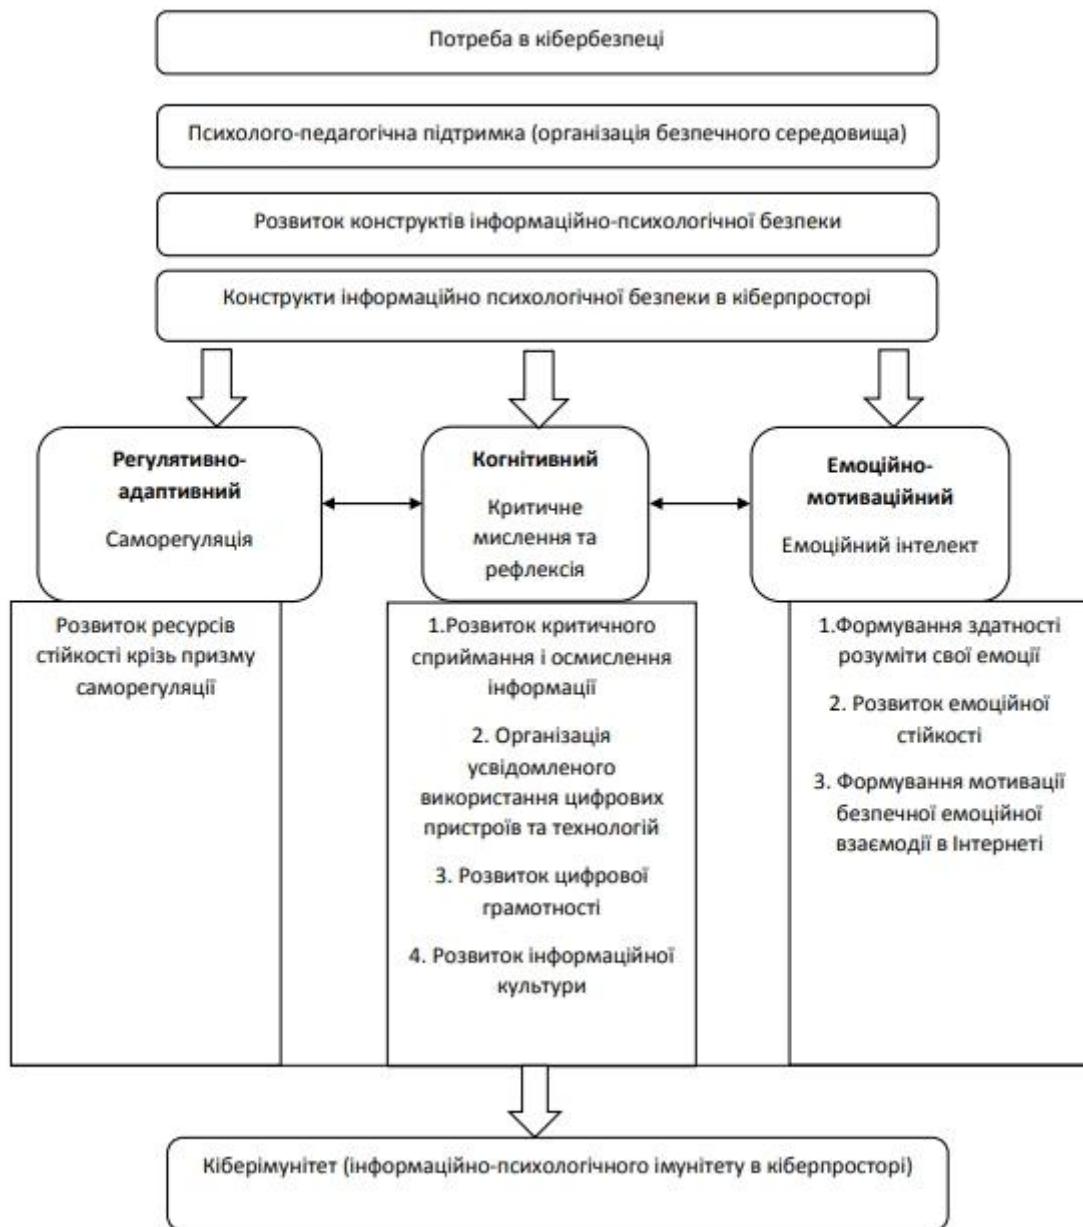 Потреба в кібербезпеці
Психолого-педагогічна підтримка (організація безпечного середовища)
Розвиток конструктів інформаційно-психологічної безпеки
Конструкти інформаційно психологічної безпеки в кіберпросторі
Регулятивно-
адаптивний
Саморегуляція
Когнітивний
Критичне
мислення та
рефлексія
Емоційно-
мотиваційний
Емоційний інтелект
Розвиток ресурсів
стійкості крізь призму
саморегуляції
1.Розвиток критичного
сприймання і осмислення
інформації
2. Організація
усвідомленого
використання цифрових
пристроїв та технологій
3. Розвиток цифрової
грамотності
4. Розвиток інформаційної
культури
1.Формування здатності
розуміти свої емоції
2. Розвиток емоційної
стійкості
3. Формування мотивації
безпечної емоційної
взаємодії в Інтернеті
Кіберімунітет (інформаційно-психологічного імунітету в кіберпросторі)